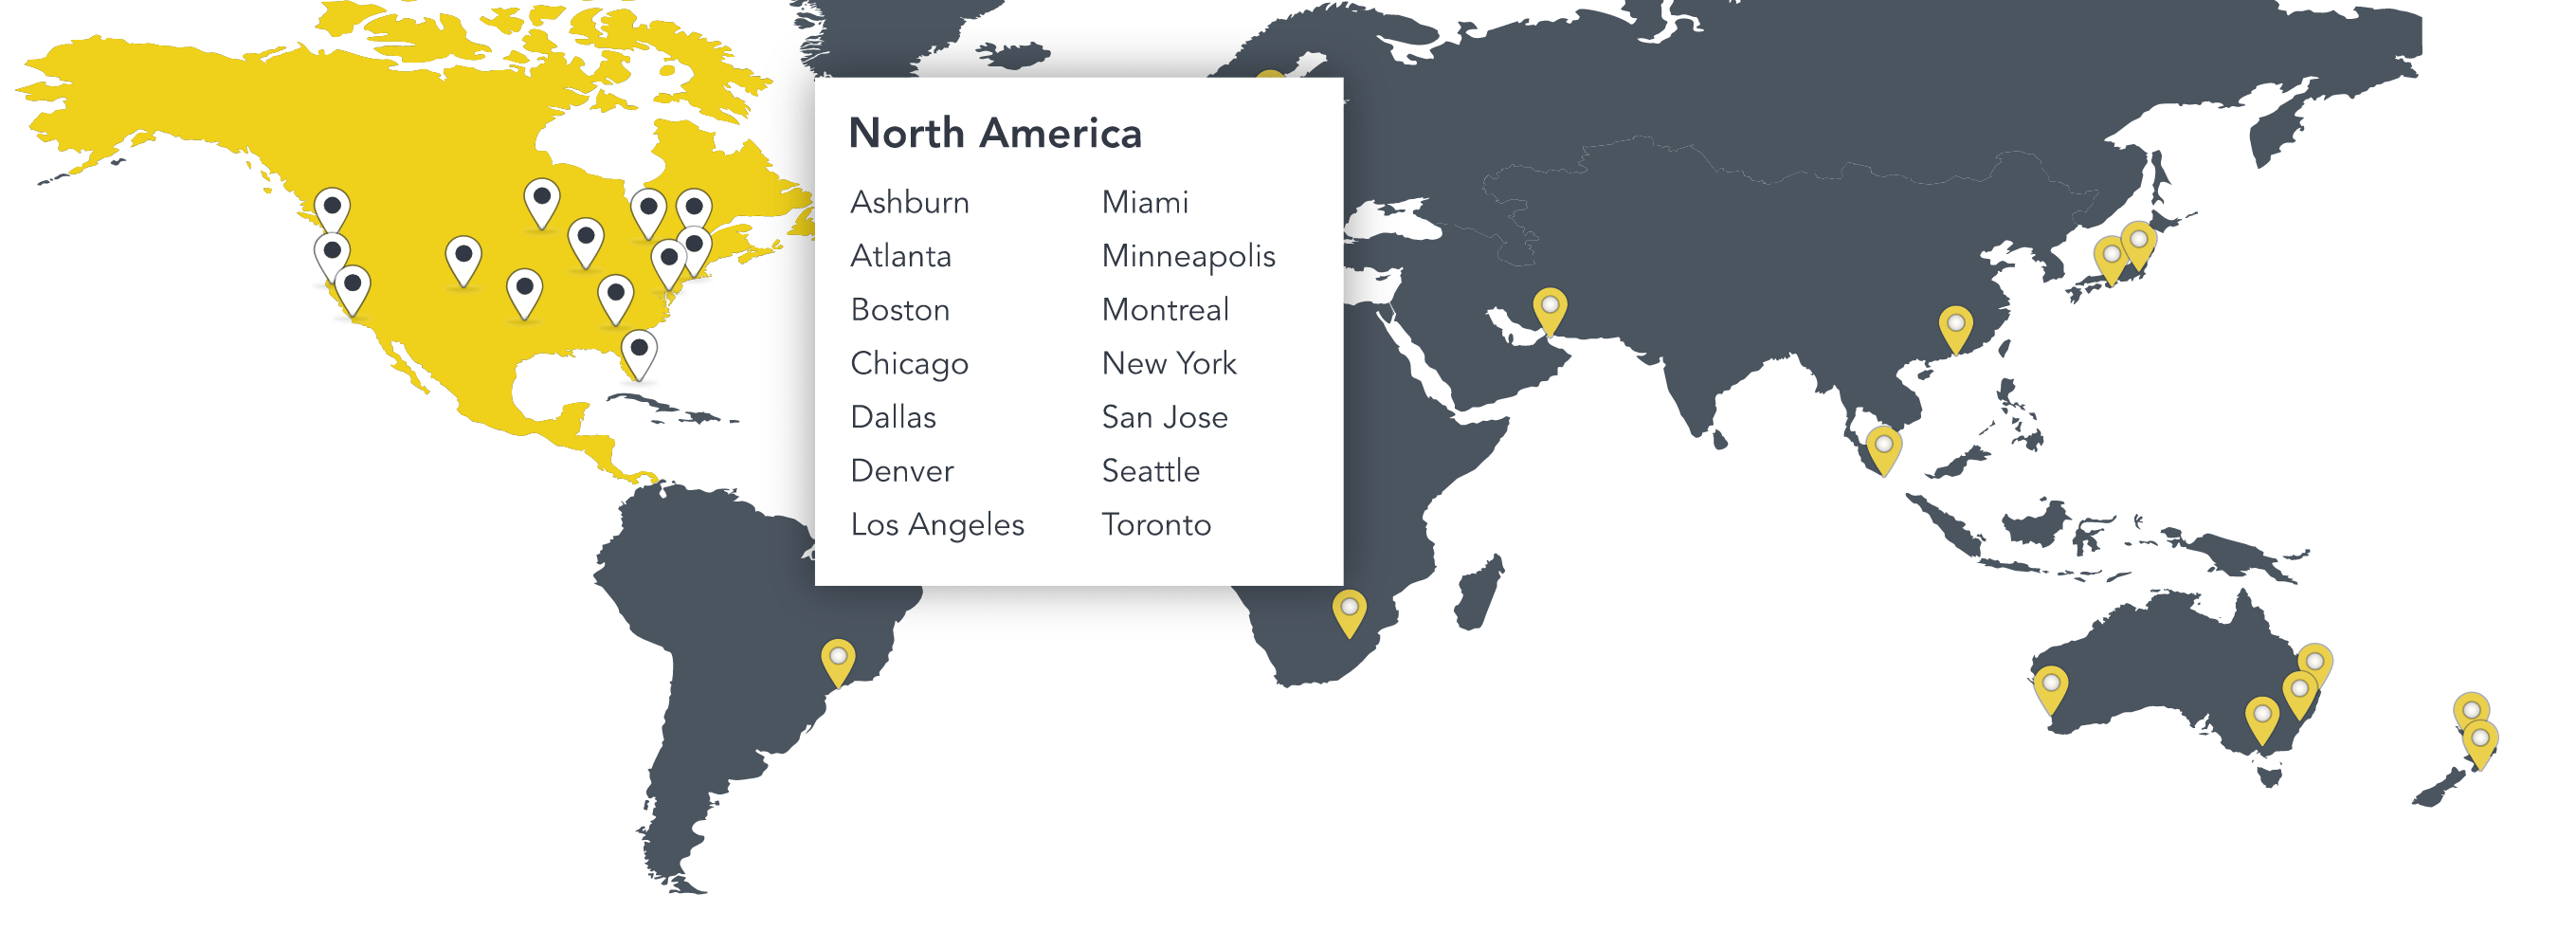 North America
Ashburn
Atlanta
Boston
Chicago
Dallas
Denver
Los Angeles
Miami
Minneapolis
Montreal
New York
San Jose
Seattle
Toronto